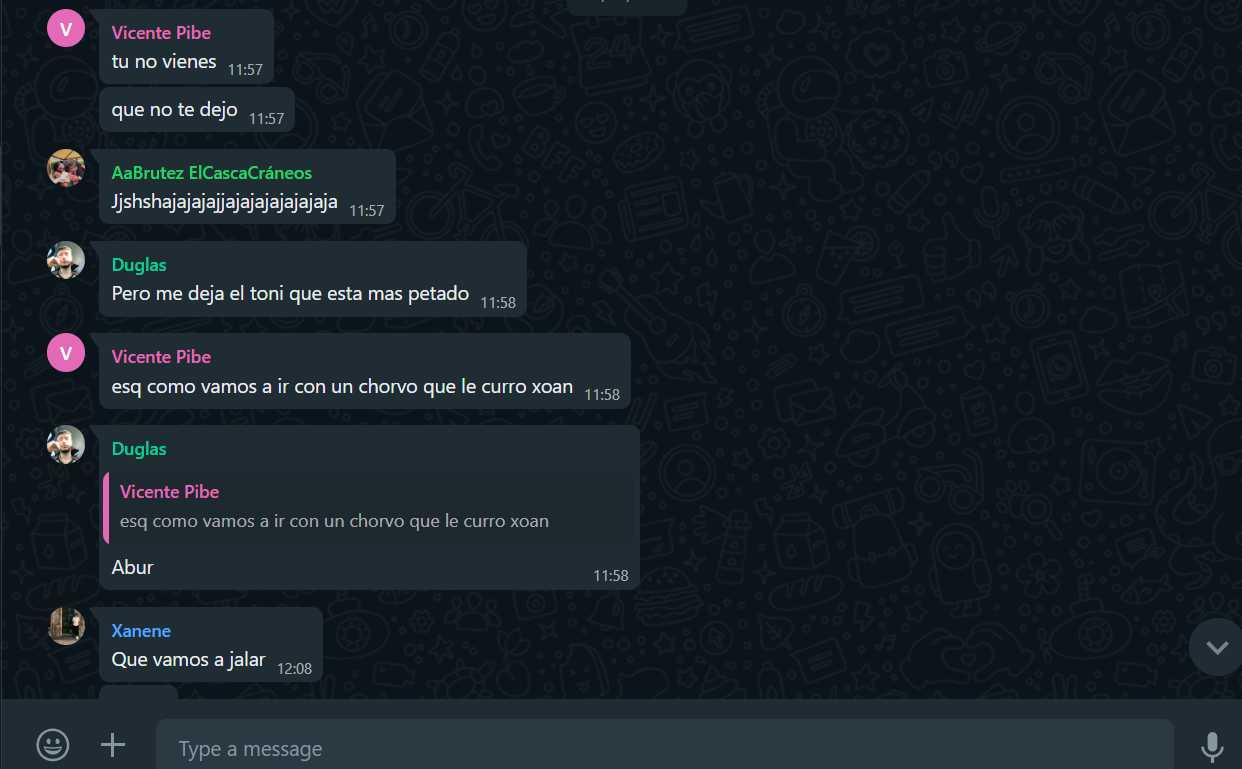 V
Vicente Pibe
tu no vienes 11:57
que no te dejo 11:57
AaBrutez ElCascaCráneos
Jjshshajajajajjajajajajajajaja 11:57
Duglas
Pero me deja el toni que esta mas petado 11:58
V
Vicente Pibe
esq como vamos a ir con un chorvo que le curro xoan 11:58
Duglas
Vicente Pibe
esq como vamos a ir con un chorvo que le curro xoan
Abur 11:58
Xanene
Que vamos a jalar 12:08
Type a message